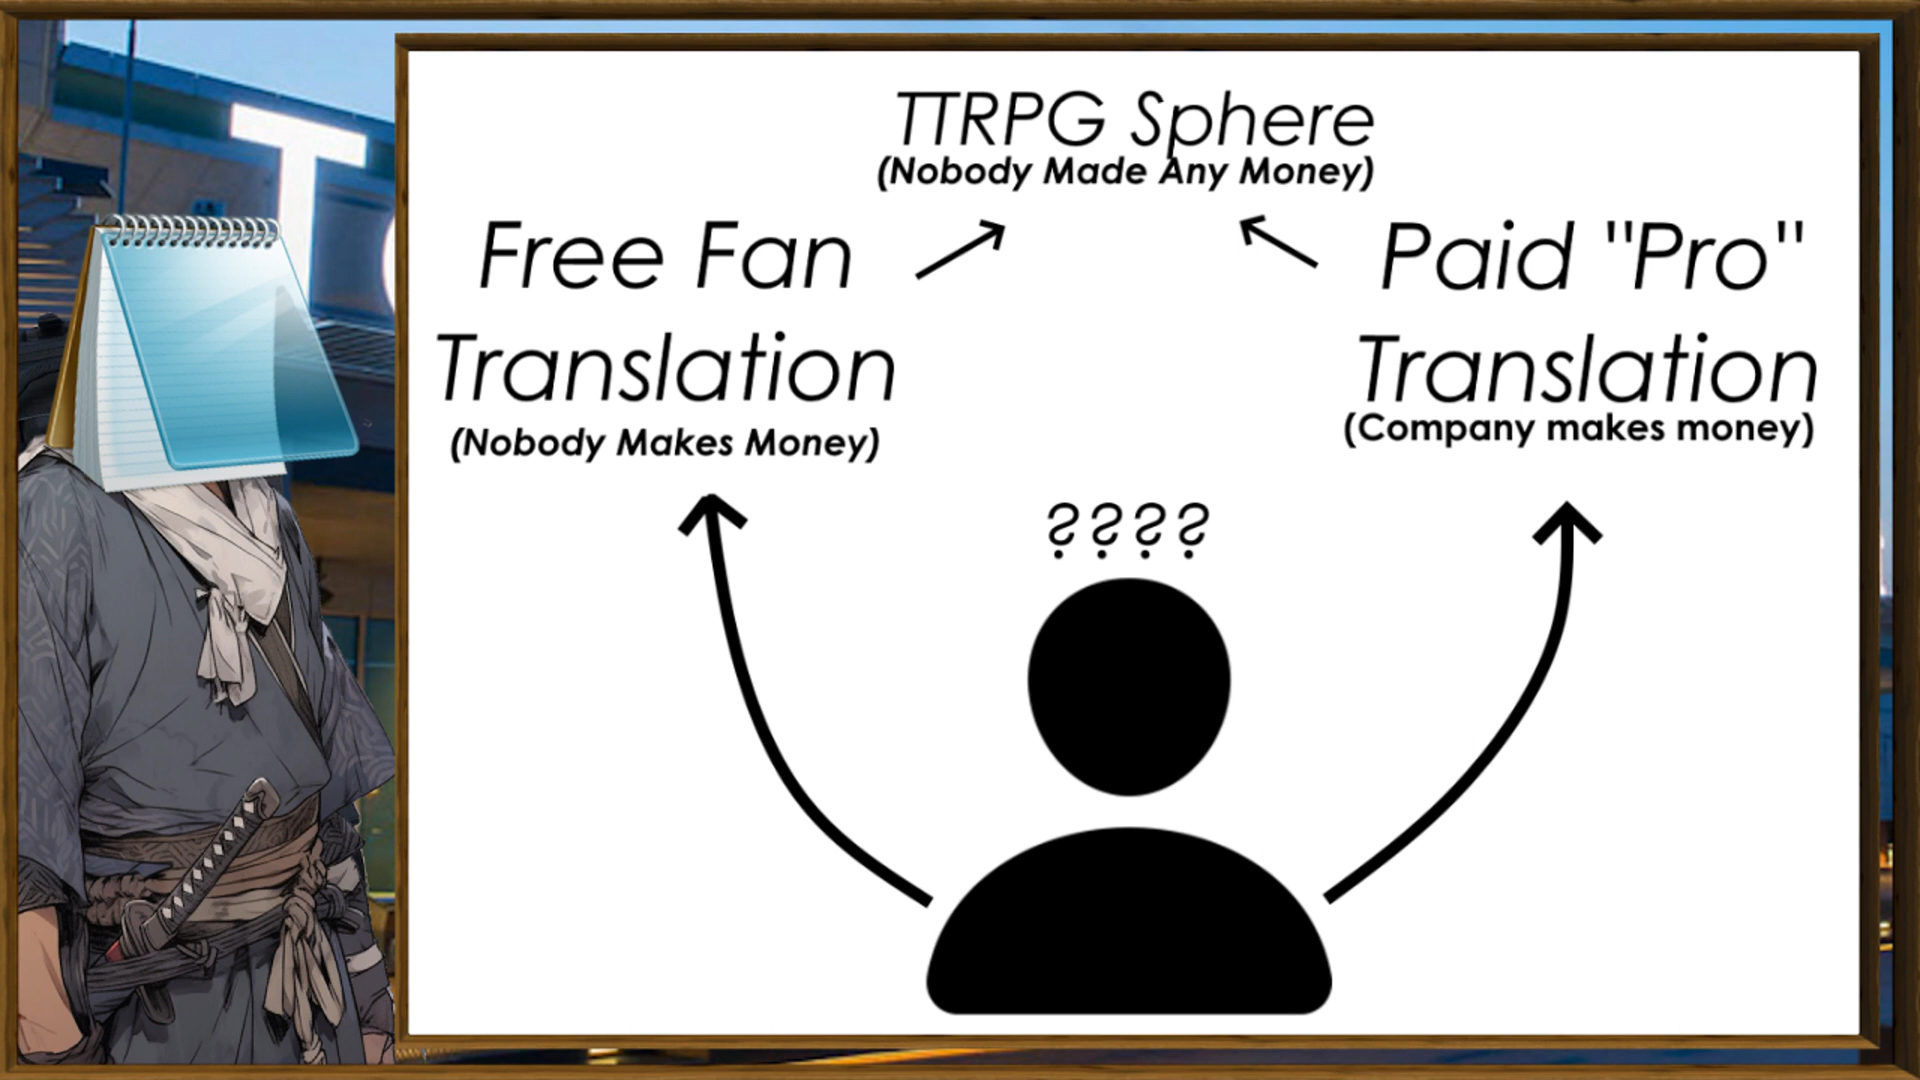 TTRPG Sphere
(Nobody Made Any Money)
Free Fan
Translation
(Nobody Makes Money)
Paid "Pro"
Translation
(Company makes money)
????
T